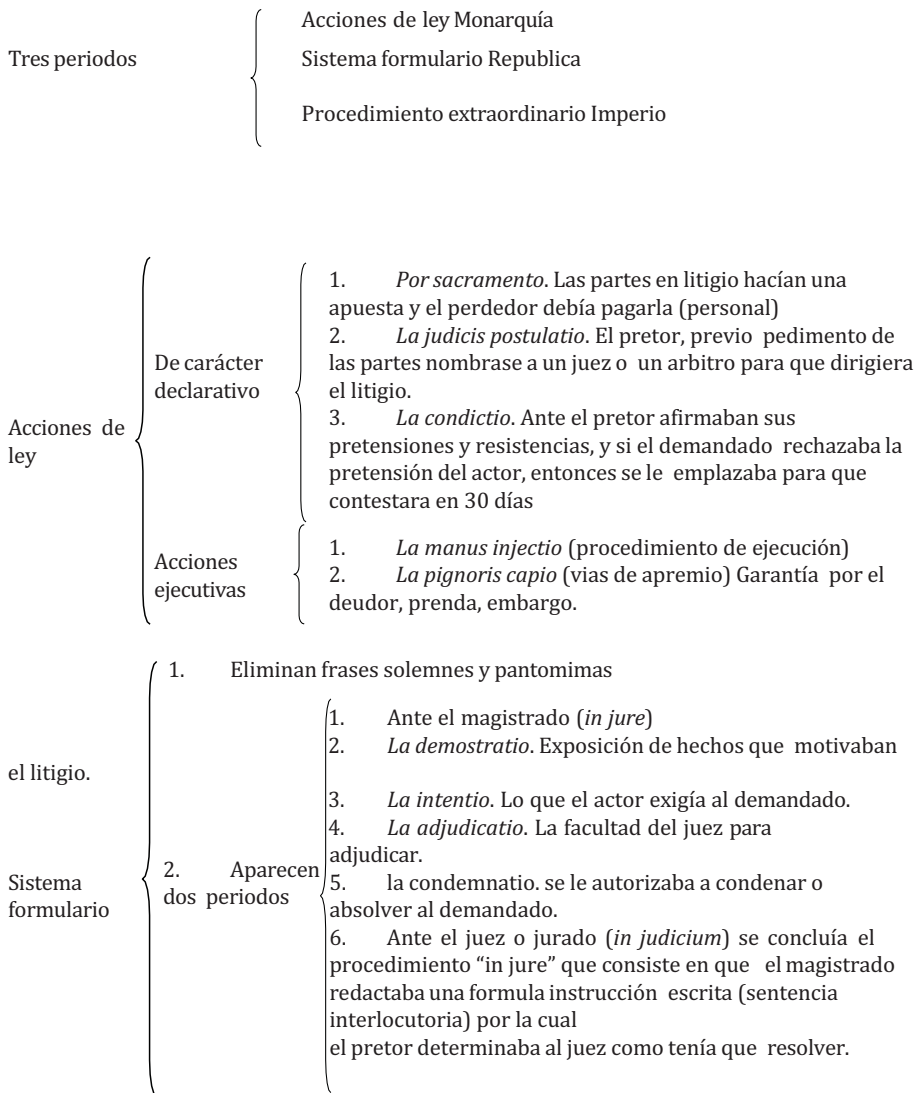 Acciones de ley Monarquía
Tres periodos
Sistema formulario Republica
Procedimiento extraordinario Imperio
Acciones de
ley
De carácter
declarativo
1. Por sacramento. Las partes en litigio hacían una
apuesta y el perdedor debía pagarla (personal)
2. La judicis postulatio. El pretor, previo pedimento de
las partes nombrase a un juez o un arbitro para que dirigiera
el litigio.
3. La condictio. Ante el pretor afirmaban sus
pretensiones y resistencias, y si el demandado rechazaba la
pretensión del actor, entonces se le emplazaba para que
contestara en 30 días
Acciones
ejecutivas
1. La manus injectio (procedimiento de ejecución)
2. La pignoris capio (vias de apremio) Garantía por el
deudor, prenda, embargo.
el litigio.
Sistema
formulario
1. Eliminan frases solemnes y pantomimas
2. Aparecen
dos periodos
1. Ante el magistrado (in jure)
2. La demostratio. Exposición de hechos que motivaban
3. La intentio. Lo que el actor exigía al demandado.
4. La adjudicatio. La facultad del juez para
adjudicar.
5. la condemnatio. se le autorizaba a condenar o
absolver al demandado.
6. Ante el juez o jurado (in judicium) se concluía el
procedimiento “in jure” que consiste en que el magistrado
redactaba una formula instrucción escrita (sentencia
interlocutoria) por la cual
el pretor determinaba al juez como tenía que resolver.